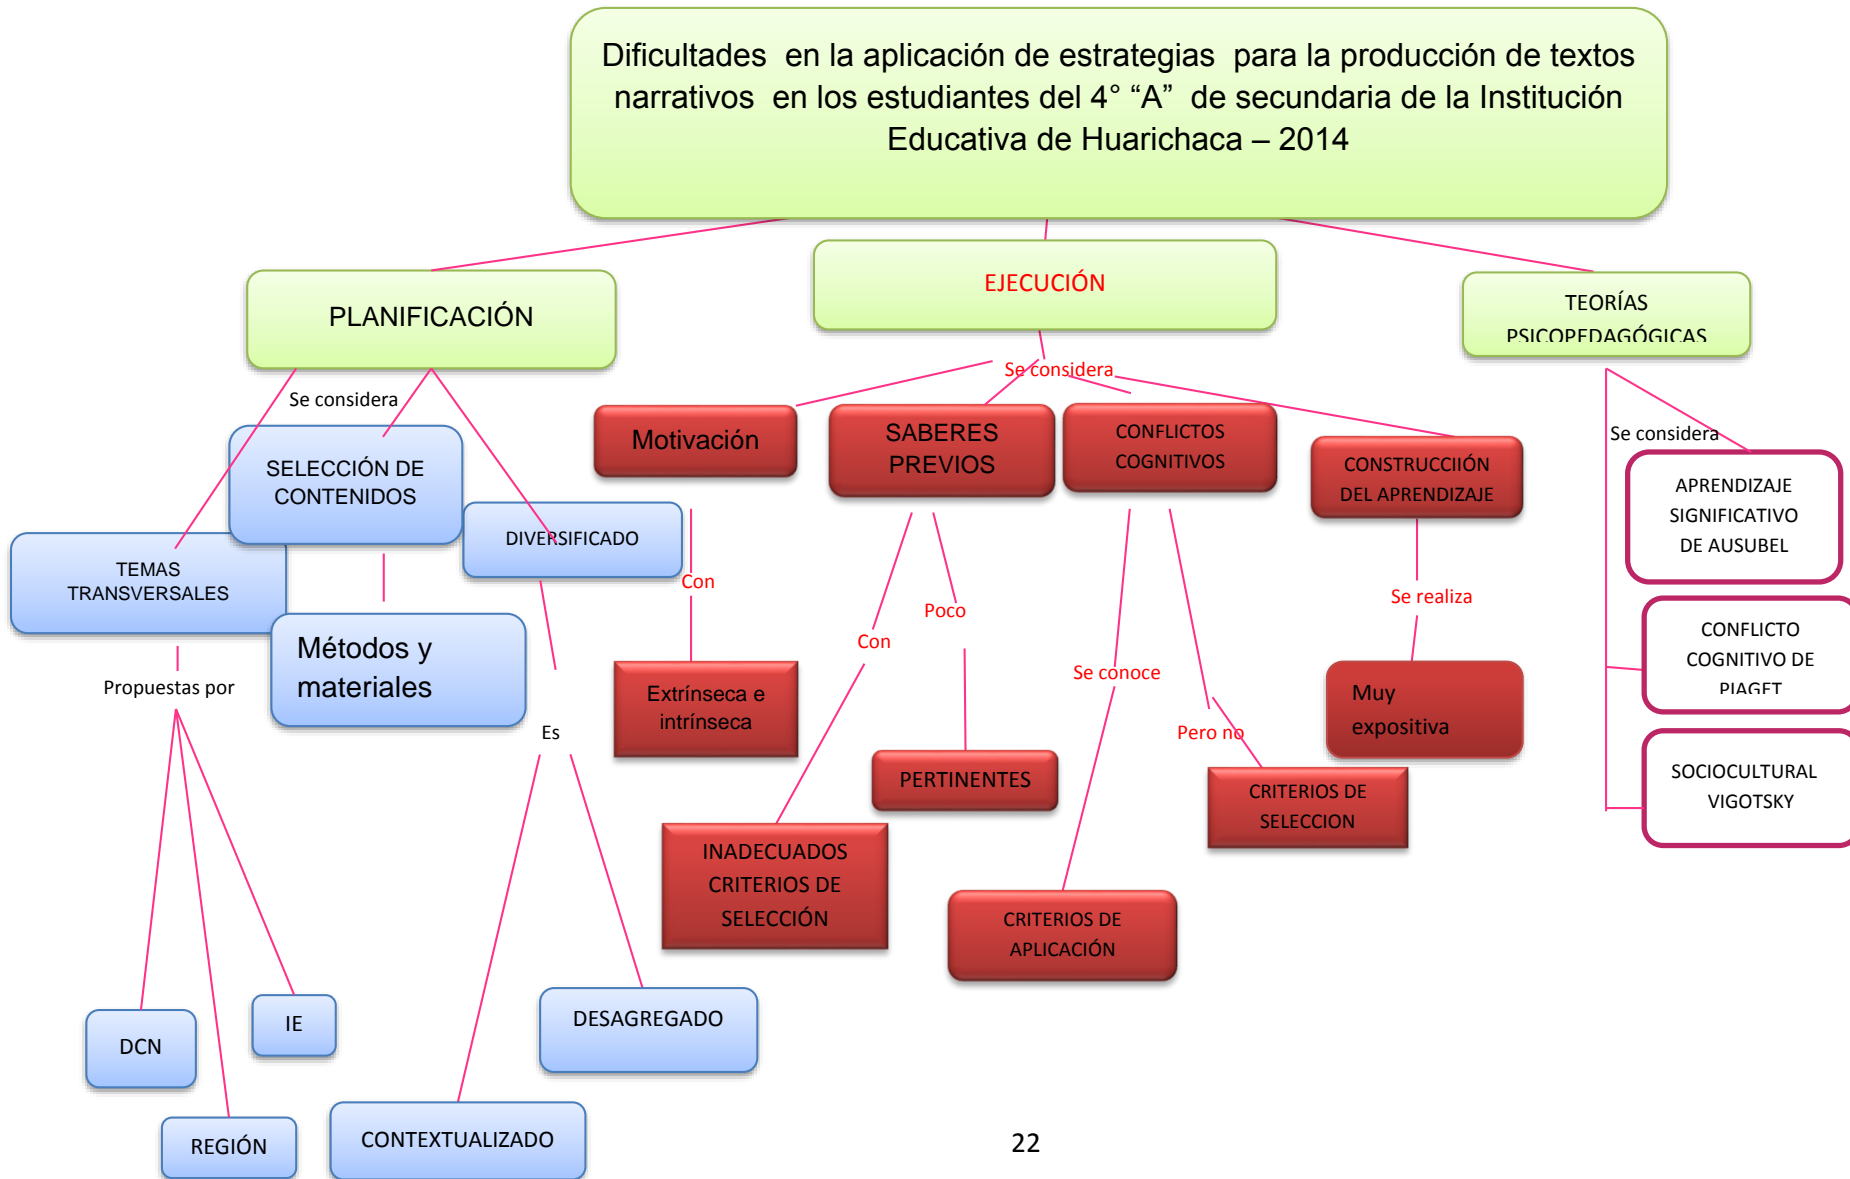 Dificultades en la aplicación de estrategias para la producción de textos
narrativos en los estudiantes del 4° “A” de secundaria de la Institución
Educativa de Huarichaca – 2014
PLANIFICACIÓN
EJECUCIÓN
TEORÍAS
PSICOPEDAGÓGICAS
Se considera
SELECCIÓN DE
CONTENIDOS
TEMAS
TRANSVERSALES
DIVERSIFICADO
Métodos y
materiales
Propuestas por
Es
DCN
IE
REGIÓN
CONTEXTUALIZADO
DESAGREGADO
Se considera
Motivación
SABERES
PREVIOS
CONFLICTOS
COGNITIVOS
CONSTRUCCIIÓN
DEL APRENDIZAJE
Con
Extrínseca e
intrínseca
Con
Poco
INADECUADOS
CRITERIOS DE
SELECCIÓN
PERTINENTES
Se conoce
Pero no
CRITERIOS DE
APLICACIÓN
CRITERIOS DE
SELECCION
Se realiza
Muy
expositiva
Se considera
APRENDIZAJE
SIGNIFICATIVO
DE AUSUBEL
CONFLICTO
COGNITIVO DE
PIAGET
SOCIOCULTURAL
VIGOTSKY
22